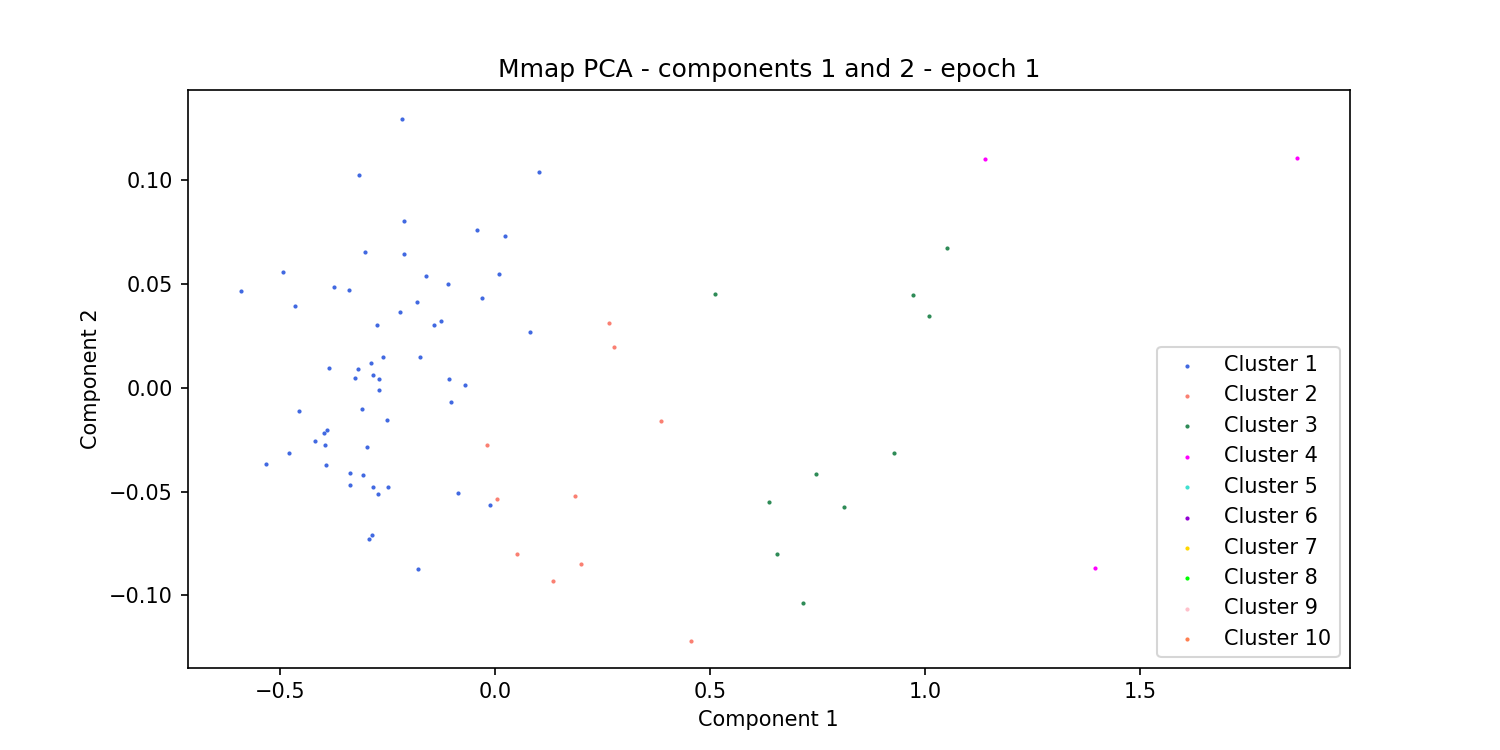 Mmap PCA - components 1 and 2 - epoch 1
Component 2
0.10
0.05
0.00
−0.05
−0.10
−0.5
0.0
0.5
1.0
1.5
Component 1
Cluster 1
Cluster 2
Cluster 3
Cluster 4
Cluster 5
Cluster 6
Cluster 7
Cluster 8
Cluster 9
Cluster 10